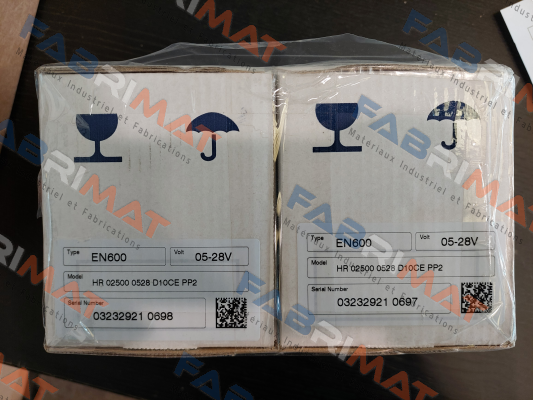 Type EN600 Volt 05-28V
Model HR 02500 0528 D10CE PP2
Serial Number
03232921 0698
Type EN600 Volt 05-28V
Model HR 02500 0528 D10CE PP2
Serial Number
03232921 0697
FABRIMAT
Matériaux Industriel et Fabrications